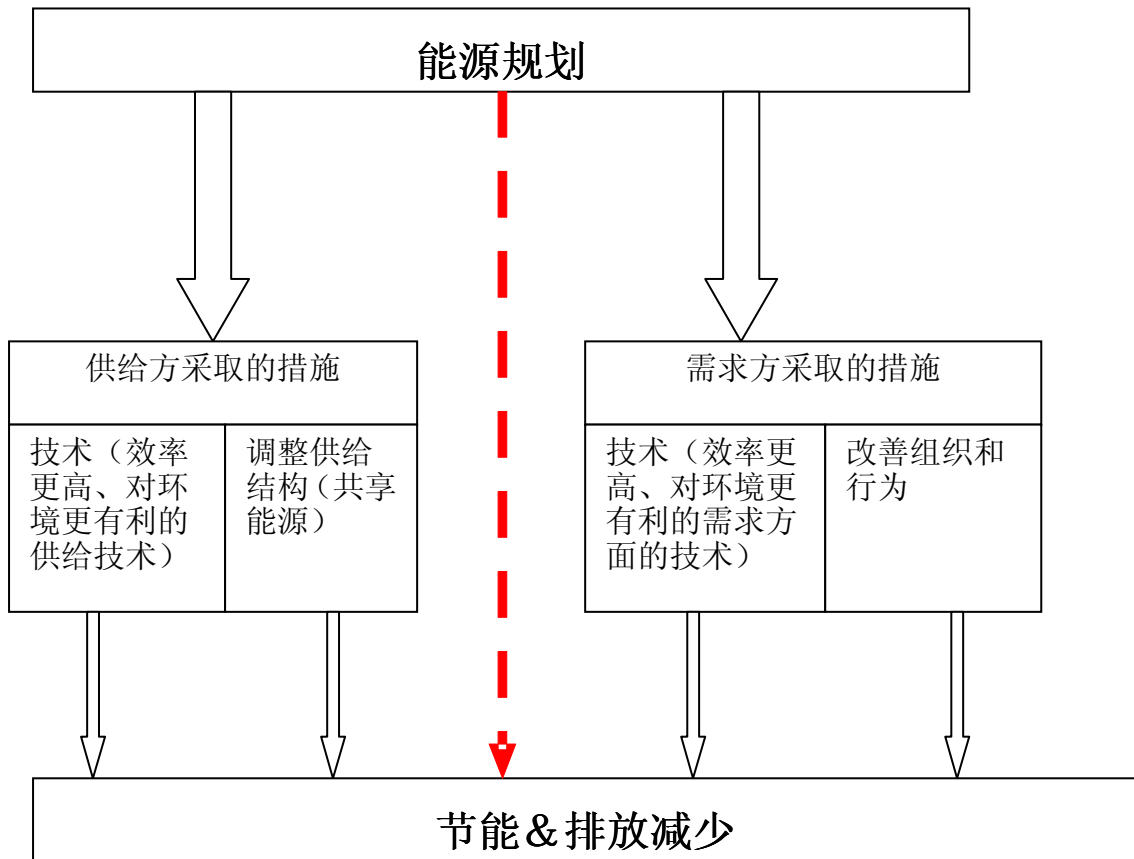 能源规划
供给方采取的措施
需求方采取的措施
技术（效率
更高、对环
境更有利的
供给技术）
调整供给
结构（共享
能源）
技术（效率更
高、对环境更
有利的需求方
面的技术）
改善组织和
行为
节能＆排放减少